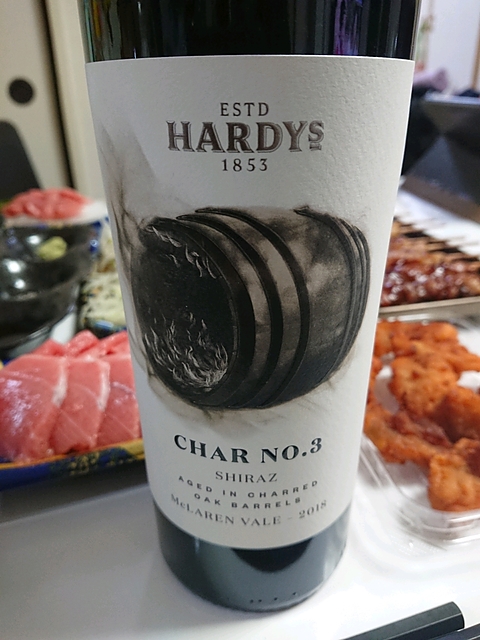 ESTD
HARDYS
1853
CHAR NO.3
SHIRAZ
AGED IN CHARRED
OAK BARRELS
McLAREN VALE - 2018